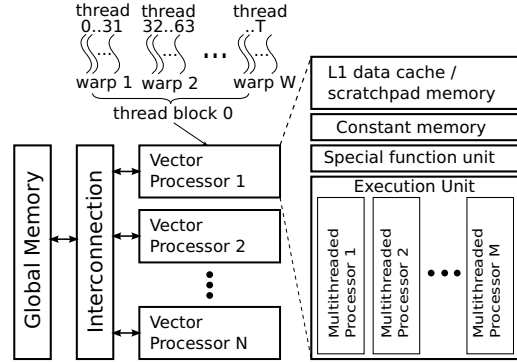 thread
0..31
...
warp 1
thread
32..63
...
warp 2
...
thread
..T
...
warp W
thread block 0
Global Memory
Interconnection
Vector
Processor 1
Vector
Processor 2
Vector
Processor N
L1 data cache /
scratchpad memory
Constant memory
Special function unit
Execution Unit
Multithreaded
Processor 1
Multithreaded
Processor 2
Multithreaded
Processor M